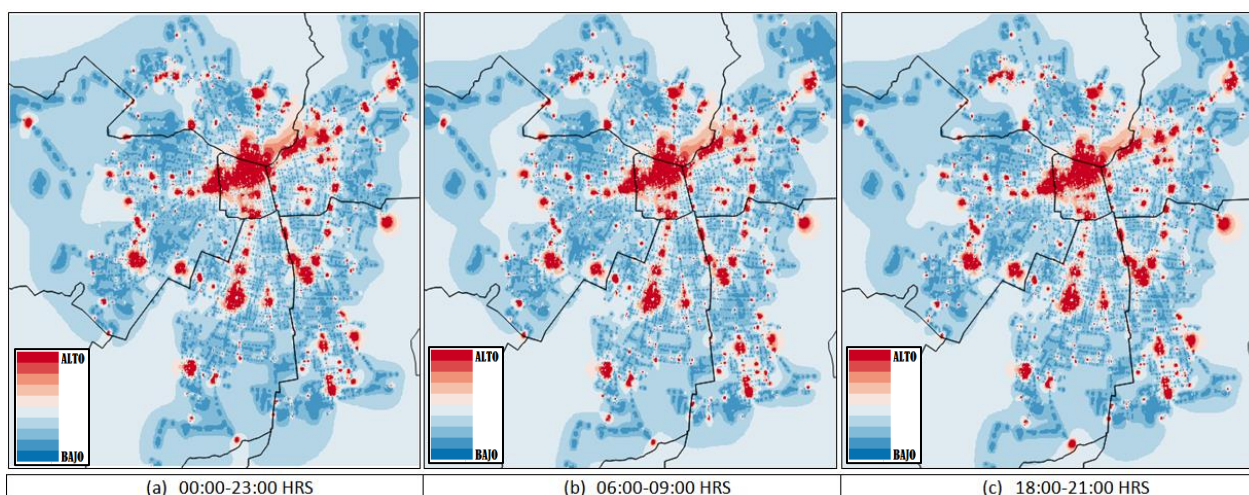 ALTO
BAJO
ALTO
BAJO
ALTO
BAJO
(a) 00:00-23:00 HRS
(b) 06:00-09:00 HRS
(c) 18:00-21:00 HRS